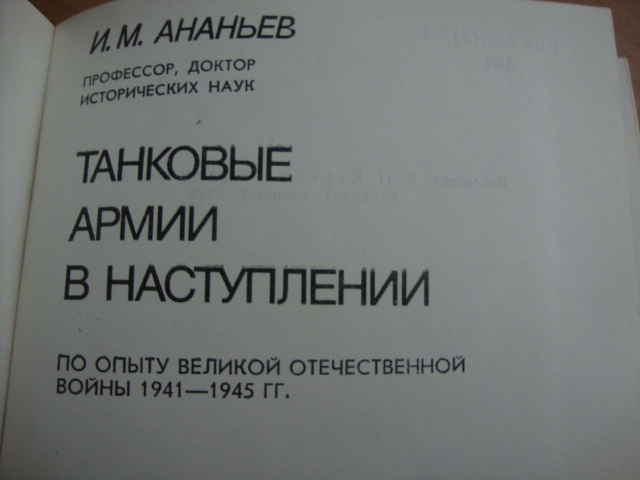 И. М. АНАНЬЕВ
ПРОФЕССОР, ДОКТОР
ИСТОРИЧЕСКИХ НАУК
ТАНКОВЫЕ
АРМИИ
В НАСТУПЛЕНИИ
ПО ОПЫТУ ВЕЛИКОЙ ОТЕЧЕСТВЕННОЙ
ВОЙНЫ 1941—1945 ГГ.